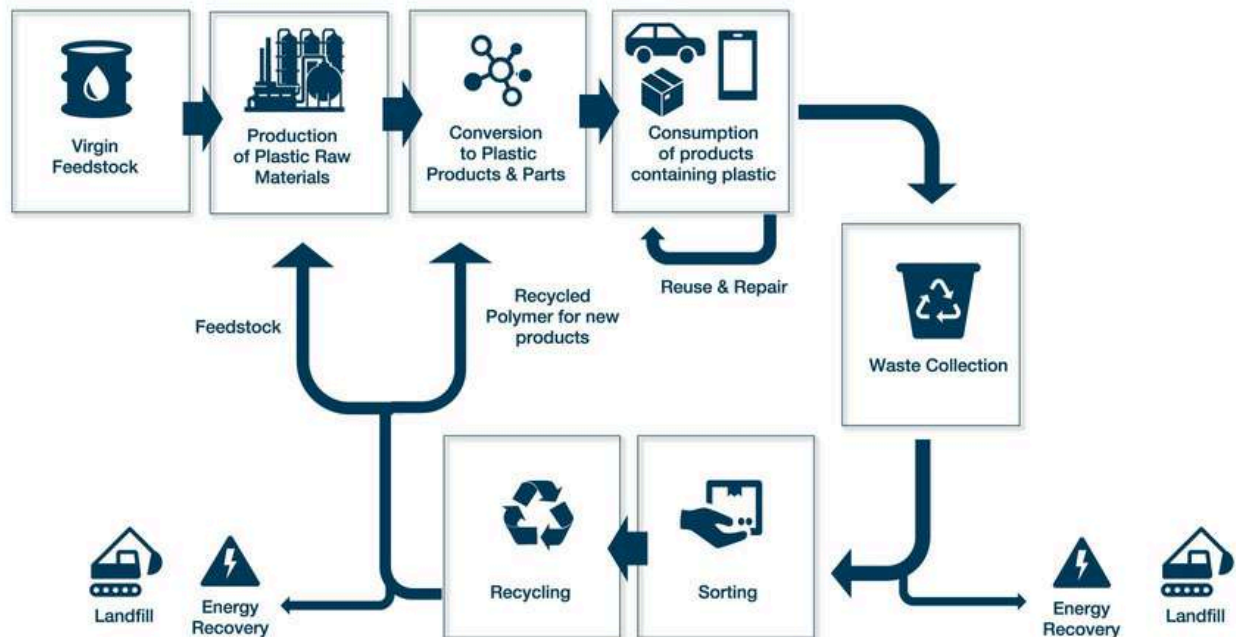 Virgin
Feedstock
Production
of Plastic Raw
Materials
Conversion
to Plastic
Products & Parts
Consumption
of products
containing plastic
Reuse & Repair
Feedstock
Recycled
Polymer for new
products
Waste Collection
Recycling
Sorting
Landfill
Energy
Recovery
Energy
Recovery
Landfill